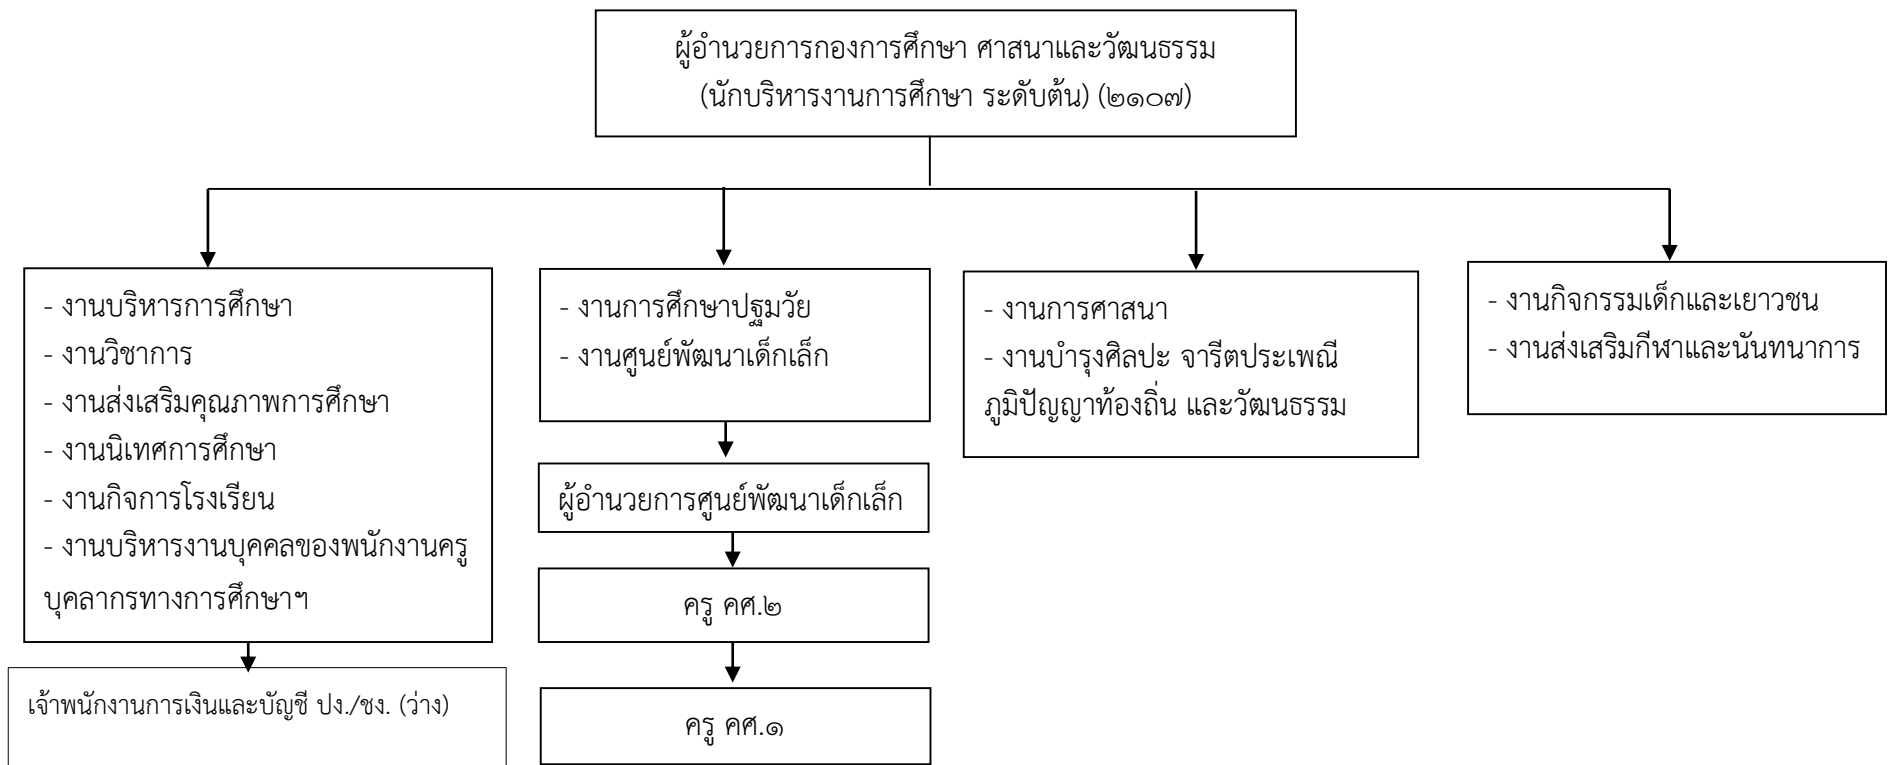 ผู้อำนวยการกองการศึกษา ศาสนาและวัฒนธรรม
(นักบริหารงานการศึกษา ระดับต้น) (๒๑๐๗)
- งานบริหารการศึกษา
- งานวิชาการ
- งานส่งเสริมคุณภาพการศึกษา
- งานนิเทศการศึกษา
- งานกิจการโรงเรียน
- งานบริหารงานบุคคลของพนักงานครู
บุคลากรทางการศึกษาฯ
เจ้าพนักงานการเงินและบัญชี ปง./ชง. (ว่าง)
- งานการศึกษาปฐมวัย
- งานศูนย์พัฒนาเด็กเล็ก
ผู้อำนวยการศูนย์พัฒนาเด็กเล็ก
ครู คศ.๒
ครู คศ.๑
- งานการศาสนา
- งานบำรุงศิลปะ จารีตประเพณี
ภูมิปัญญาท้องถิ่น และวัฒนธรรม
- งานกิจกรรมเด็กและเยาวชน
- งานส่งเสริมกีฬาและนันทนาการ